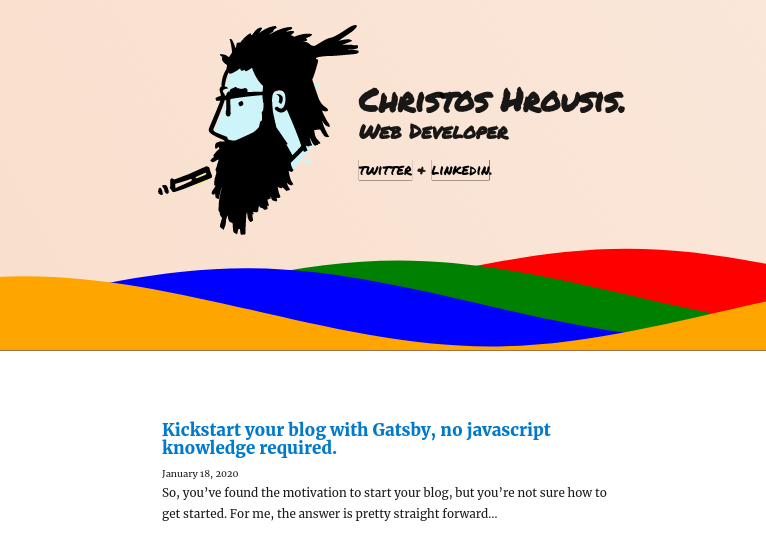 Christos Hrousis.
Web Developer
Twitter & LinkedIn.
Kickstart your blog with Gatsby, no javascript
knowledge required.
January 18, 2020
So, you’ve found the motivation to start your blog, but you’re not sure how to
get started. For me, the answer is pretty straight forward…